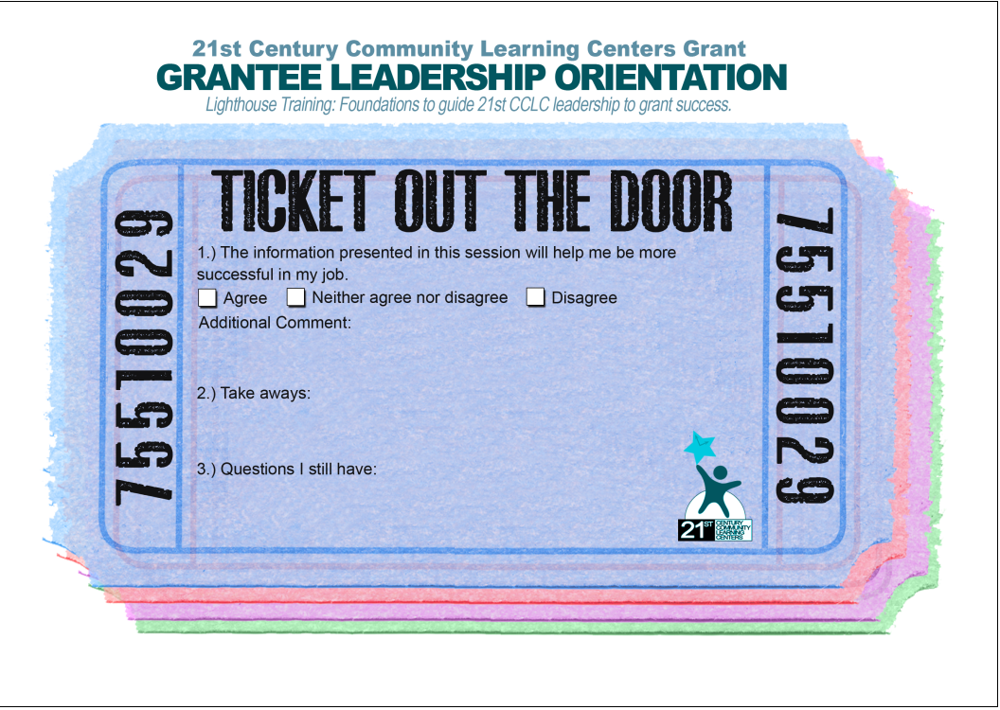 21st Century Community Learning Centers Grant
GRANTEE LEADERSHIP ORIENTATION
Lighthouse Training: Foundations to guide 21st CCLC leadership to grant success.
TICKET OUT THE DOOR
75510029
75510029
1.) The information presented in this session will help me be more
successful in my job.
Agree Neither agree nor disagree Disagree
Additional Comment:
2.) Take aways:
3.) Questions I still have:
21ST CENTURY
COMMUNITY
LEARNING
CENTERS